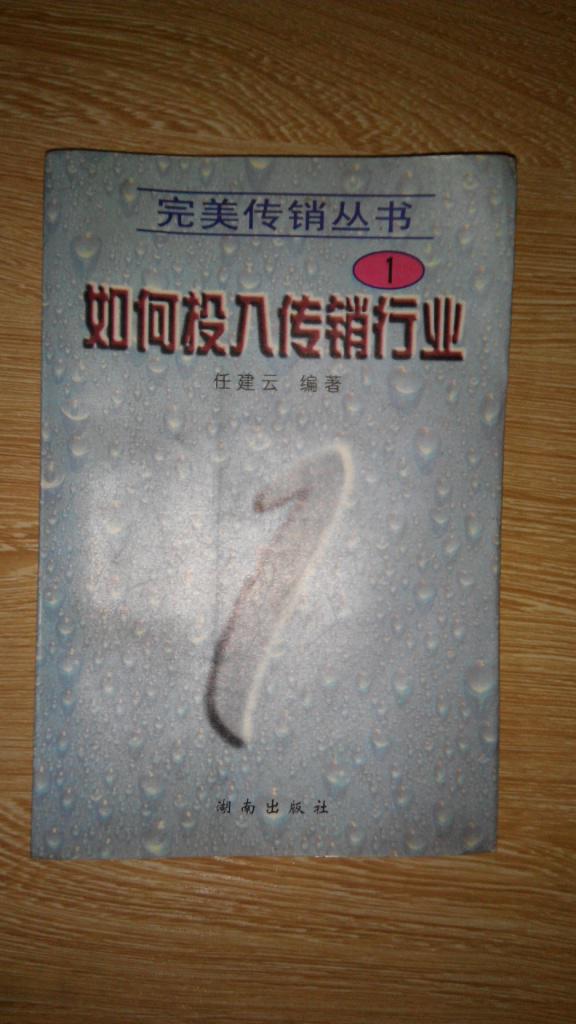 完美传销丛书
1
如何投入传销行业
任建云 编著
1
湖南出版社